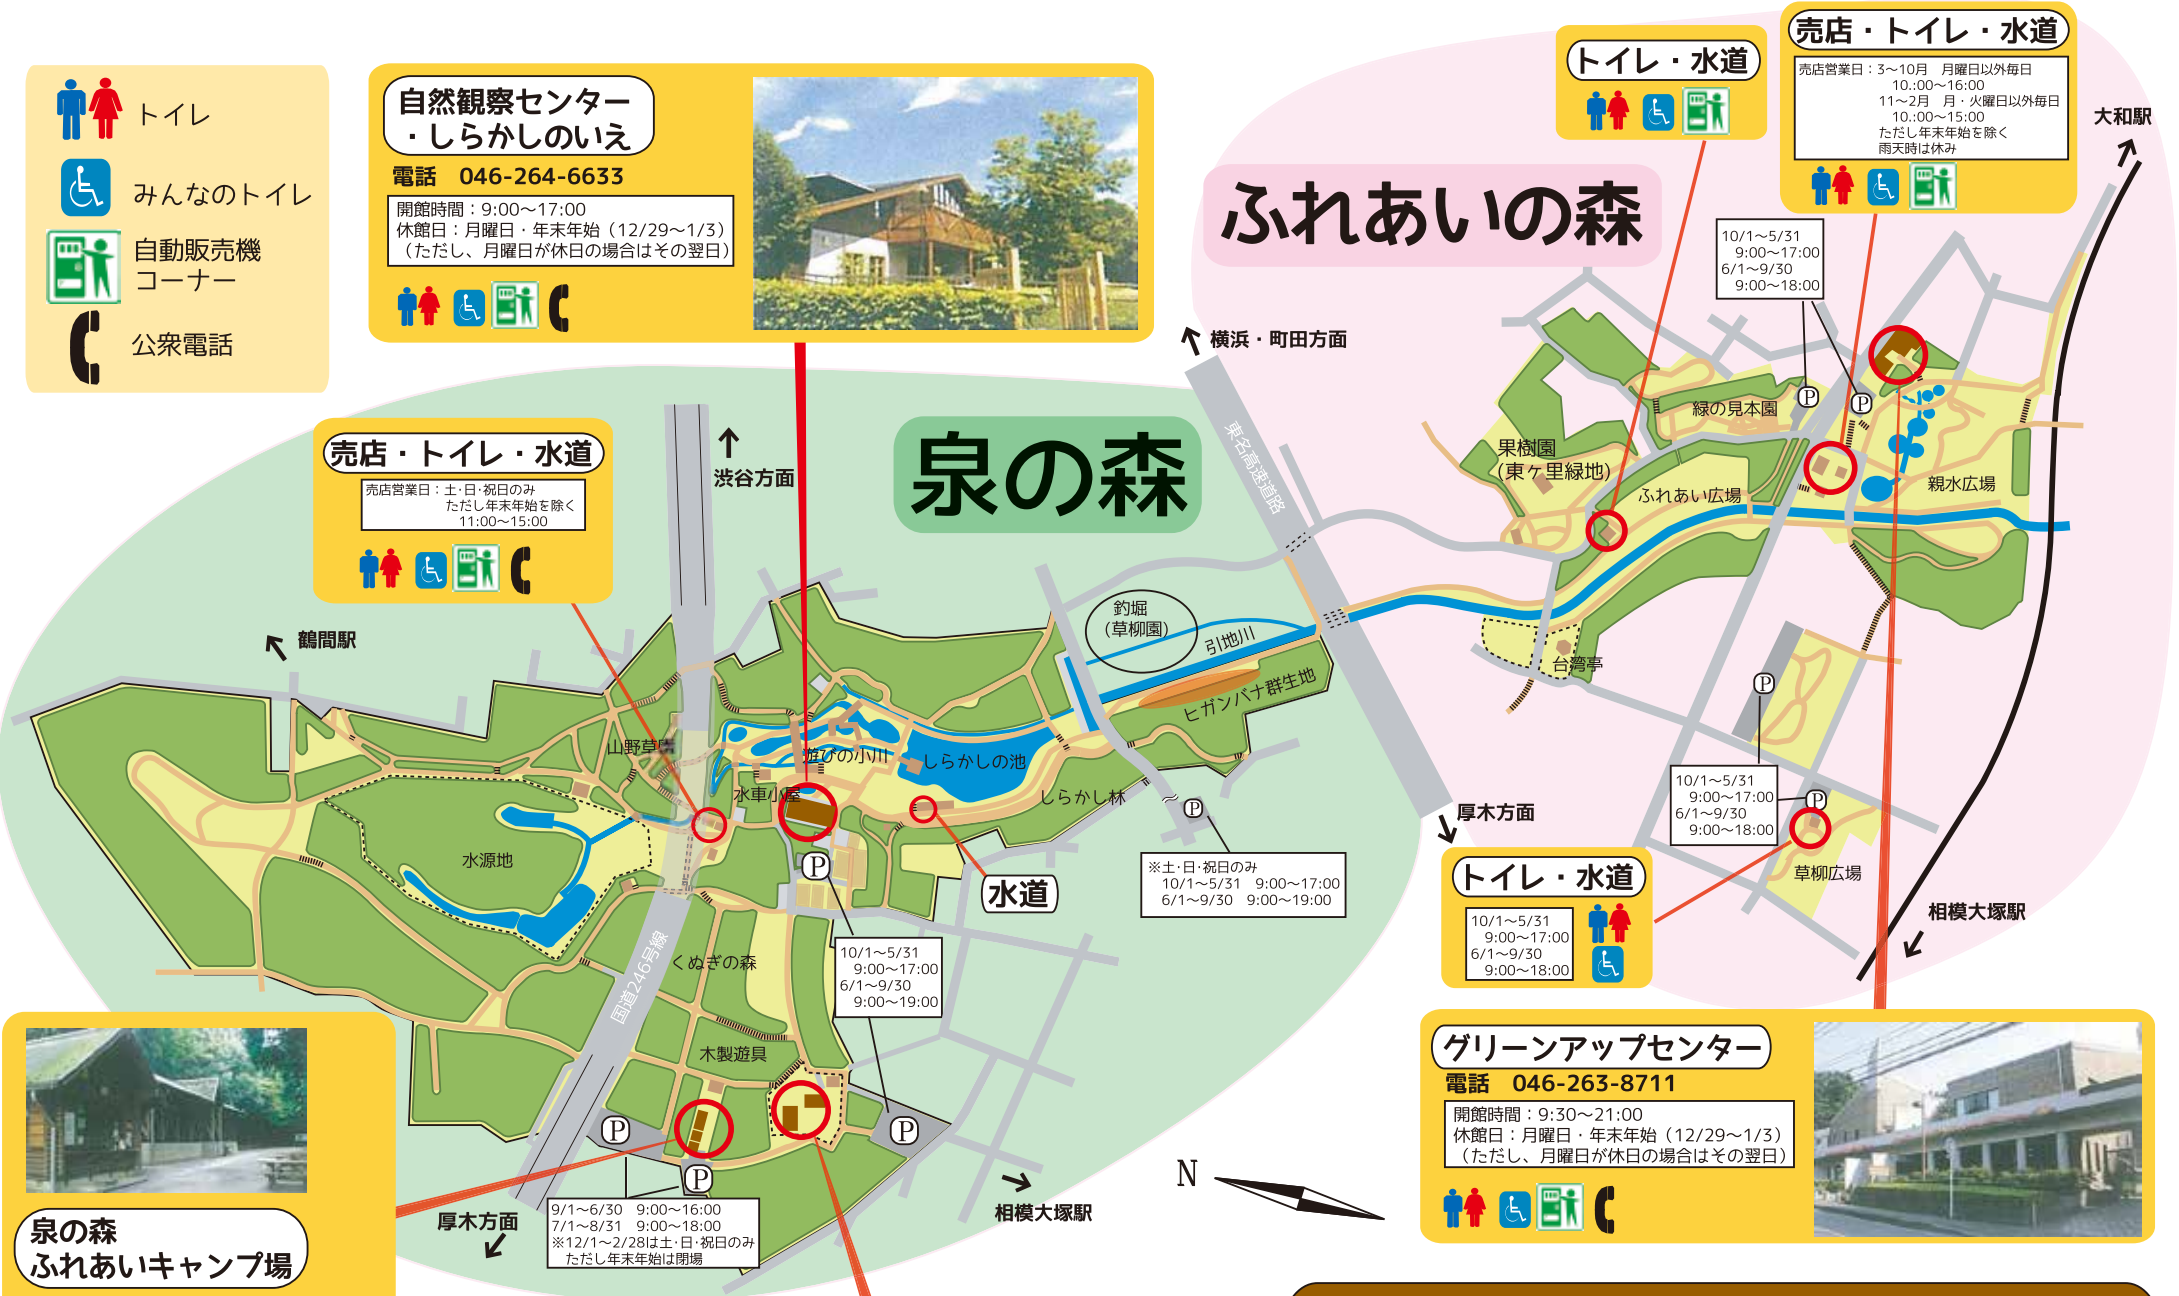 トイレ
みんなのトイレ
自動販売機
コーナー
公衆電話
自然観察センター
・しらかしのいえ
電話　046-264-6633
開館時間：9:00〜17:00
休館日：月曜日・年末年始（12/29〜1/3）
（ただし、月曜日が休日の場合はその翌日）
トイレ・水道
売店・トイレ・水道
売店営業日：3〜10月　月曜日以外毎日
10.:00〜16:00
11〜2月　月・火曜日以外毎日
10.:00〜15:00
ただし年末年始を除く
雨天時は休み
大和駅
ふれあいの森
10/1〜5/31
9:00〜17:00
6/1〜9/30
9:00〜18:00
横浜・町田方面
東名高速道路
P
P
緑の見本園
果樹園
(東ヶ里緑地)
ふれあい広場
親水広場
台湾亭
P
10/1〜5/31
9:00〜17:00
6/1〜9/30
9:00〜18:00
P
草柳広場
相模大塚駅
厚木方面
トイレ・水道
10/1〜5/31
9:00〜17:00
6/1〜9/30
9:00〜18:00
泉の森
渋谷方面
売店・トイレ・水道
売店営業日：土･日･祝日のみ
ただし年末年始を除く
11:00〜15:00
鶴間駅
釣堀
(草柳園)
引地川
ヒガンバナ群生地
山野草園
遊びの小川
しらかしの池
水車小屋
しらかし林
水源地
P
P
水道
※土･日･祝日のみ
10/1〜5/31　9:00〜17:00
6/1〜9/30　9:00〜19:00
10/1〜5/31
9:00〜17:00
6/1〜9/30
9:00〜19:00
くぬぎの森
国道246号線
木製遊具
P
P
P
9/1〜6/30　9:00〜16:00
7/1〜8/31　9:00〜18:00
※12/1〜2/28は土･日･祝日のみ
ただし年末年始は閉場
厚木方面
相模大塚駅
N
泉の森
ふれあいキャンプ場
グリーンアップセンター
電話　046-263-8711
開館時間：9:30〜21:00
休館日：月曜日・年末年始（12/29〜1/3）
（ただし、月曜日が休日の場合はその翌日）